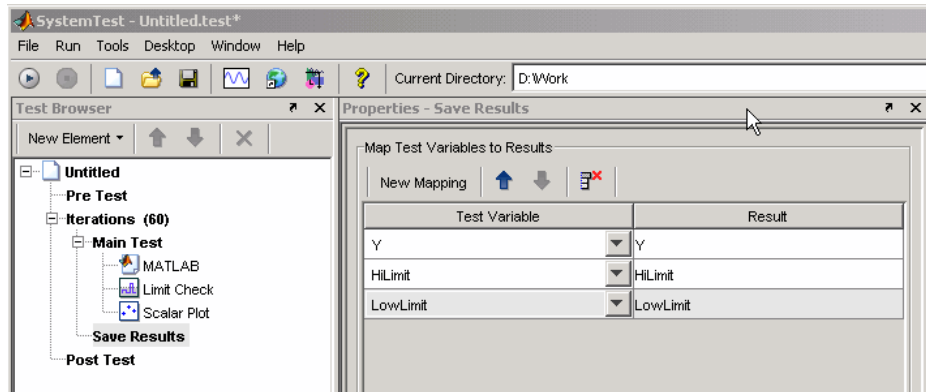 SystemTest - Untitled.test*
File Run Tools Desktop Window Help
Current Directory: D:\Work
Test Browser
Properties - Save Results
New Element
Untitled
Pre Test
Iterations (60)
Main Test
MATLAB
Limit Check
Scalar Plot
Save Results
Post Test
Map Test Variables to Results
New Mapping
Test Variable Result
Y Y
HiLimit HiLimit
LowLimit LowLimit